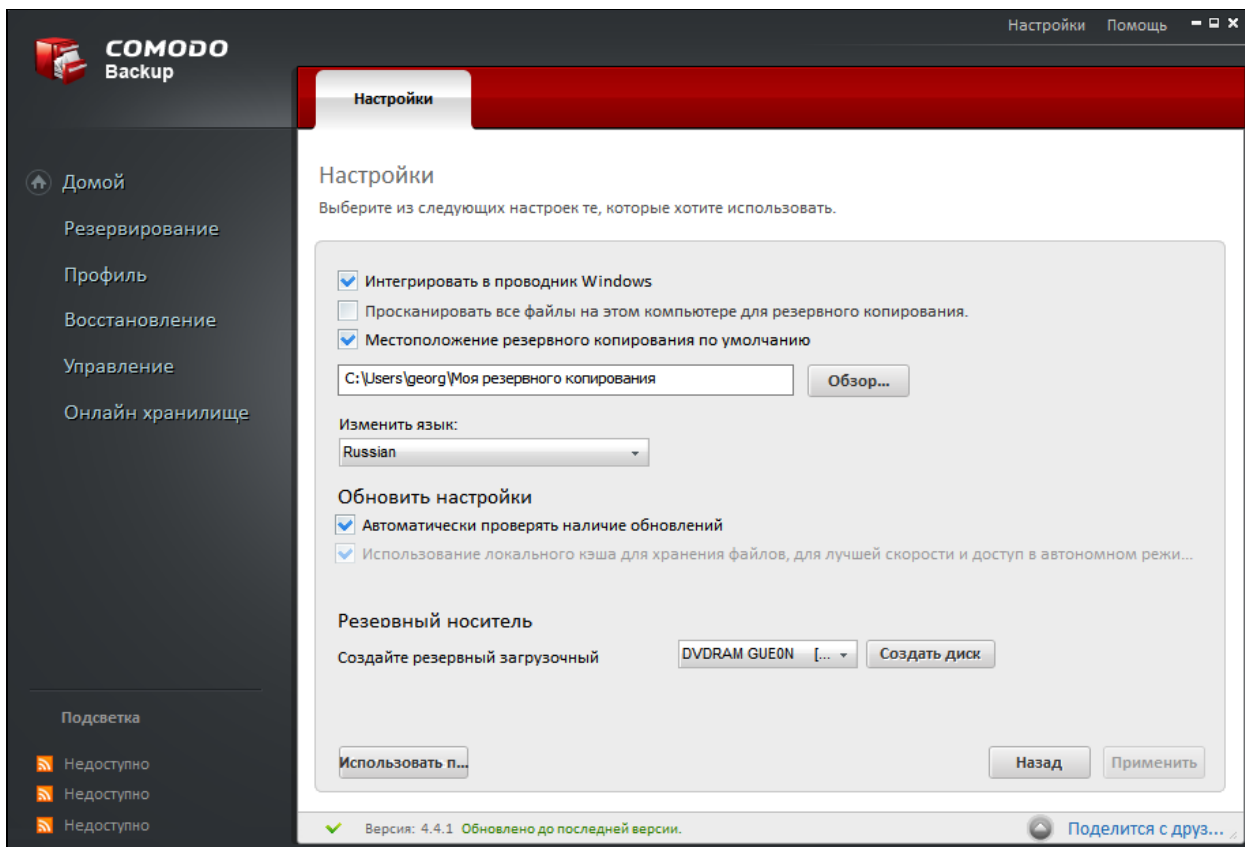 Настройки Помощь
COMODO
Backup
Настройки
Домой
Резервирование
Профиль
Восстановление
Управление
Онлайн хранилище
Подсветка
Недоступно
Недоступно
Недоступно
Настройки
Выберите из следующих настроек те, которые хотите использовать.
Интегрировать в проводник Windows
Просканировать все файлы на этом компьютере для резервного копирования.
Местоположение резервного копирования по умолчанию
C:\Users\georg\Моя резервного копирования Обзор...
Изменить язык:
Russian
Обновить настройки
Автоматически проверять наличие обновлений
Использование локального кэша для хранения файлов, для лучшей скорости и доступ в автономном режи...
Резервный носитель
Создайте резервный загрузочный DVDRAM GUE0N [... Создать диск
Использовать п... Назад Применить
Версия: 4.4.1 Обновлено до последней версии. Поделится с друз...